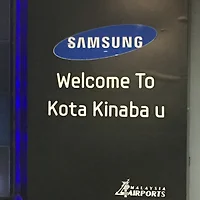 SAMSUNG
Welcome To
Kota Kinaba u
MALAYSIA
AIRPORTS